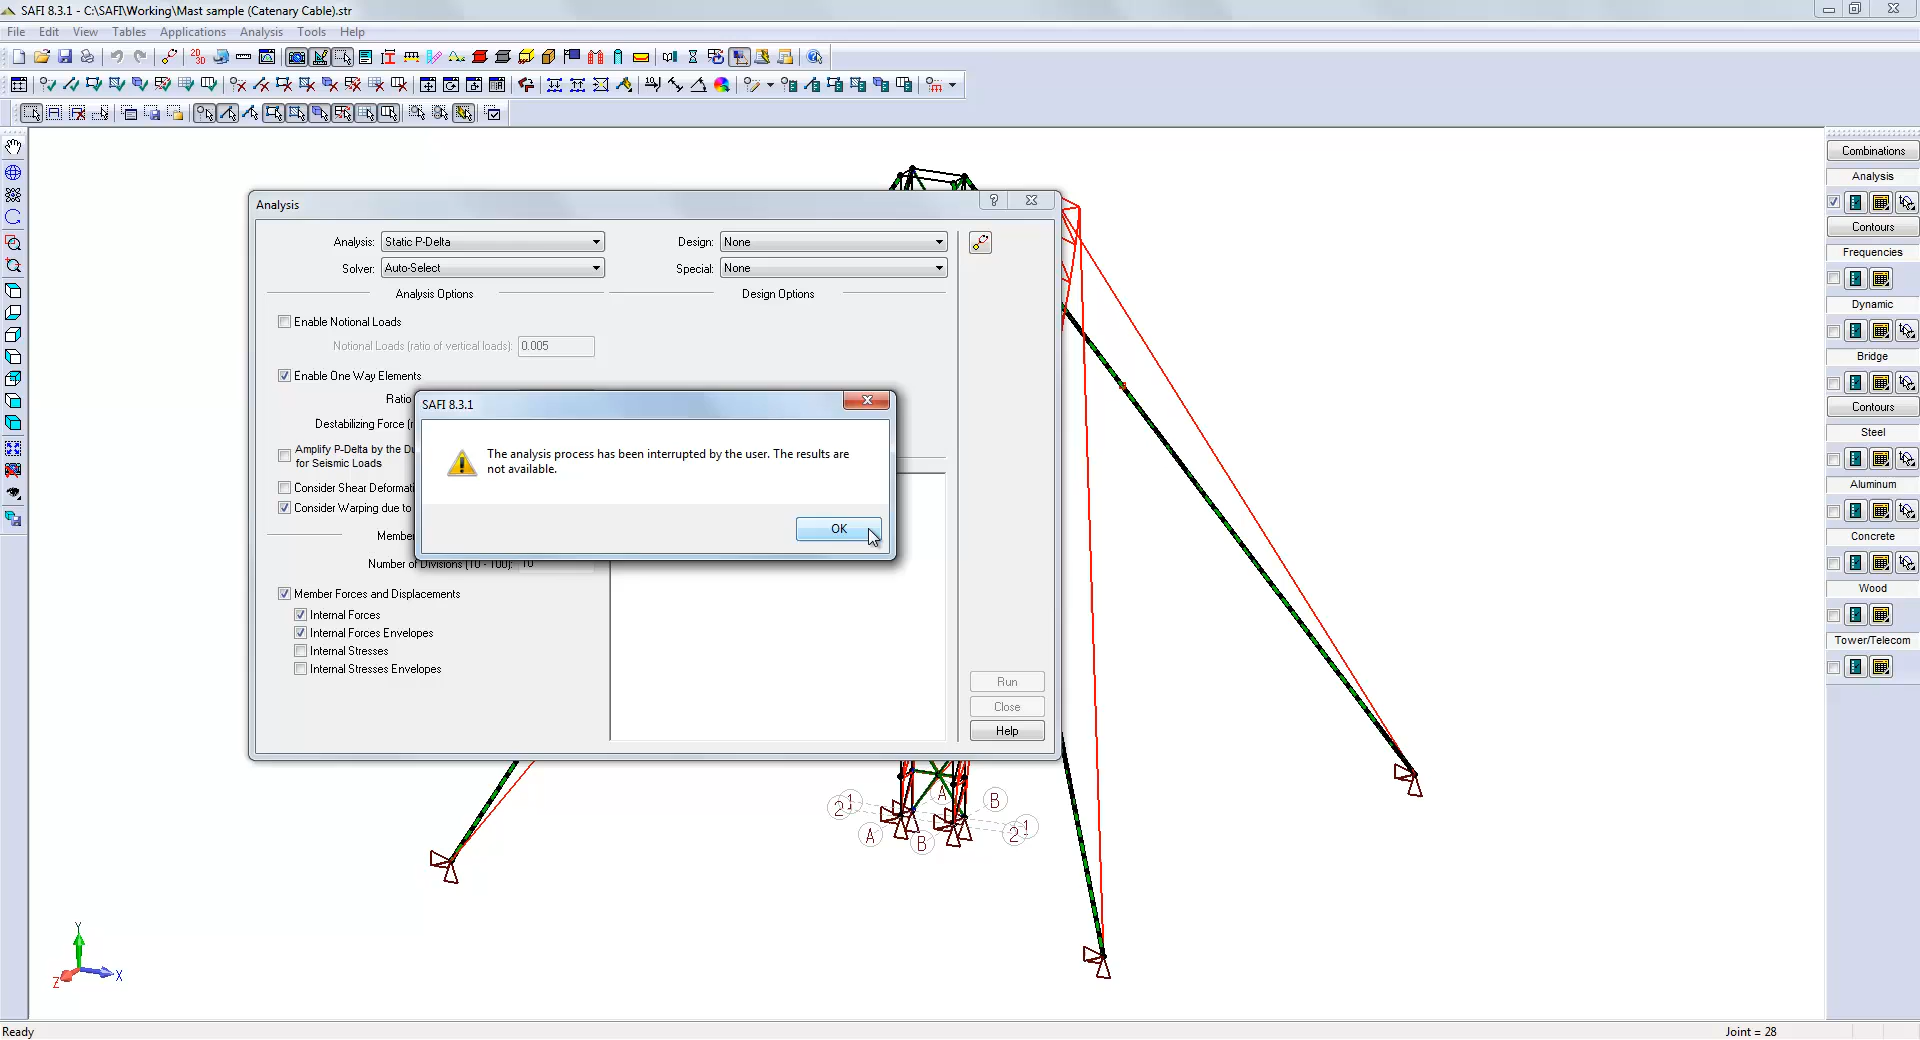 SAFI 8.3.1 - C:\SAFI\Working\Mast sample (Catenary Cable).str
File Edit View Tables Applications Analysis Tools Help
Combinations
Analysis
Contours
Frequencies
Dynamic
Bridge
Contours
Steel
Aluminum
Concrete
Wood
Tower/Telecom
Analysis
Analysis: Static P-Delta
Design: None
Solver: Auto-Select
Special: None
Analysis Options
Design Options
Enable Notional Loads
Notional Loads (ratio of vertical loads): 0.005
Enable One Way Elements
Ratio
Destabilizing Force (r
Amplify P-Delta by the Du
for Seismic Loads
Consider Shear Deformati
Consider Warping due to
Member
Number of Divisions (10 - 100): 10
Member Forces and Displacements
Internal Forces
Internal Forces Envelopes
Internal Stresses
Internal Stresses Envelopes
Run
Close
Help
SAFI 8.3.1
The analysis process has been interrupted by the user. The results are
not available.
OK
2 1 A B
A B 2 1
Y
X
Z
Ready
Joint = 28